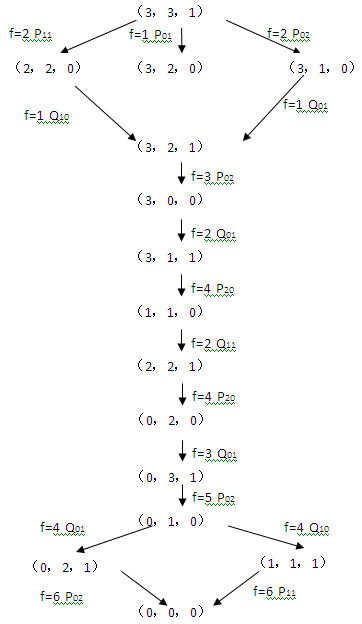 （3, 3, 1）
f=2 P11 f=1 P01 f=2 P02
（2, 2, 0） （3, 2, 0） （3, 1, 0）
f=1 Q10 f=1 Q01
（3, 2, 1）
f=3 P02
（3, 0, 0）
f=2 Q01
（3, 1, 1）
f=4 P20
（1, 1, 0）
f=2 Q11
（2, 2, 1）
f=4 P20
（0, 2, 0）
f=3 Q01
（0, 3, 1）
f=5 P02
（0, 1, 0）
f=4 Q01 f=4 Q10
（0, 2, 1） （1, 1, 1）
f=6 P02 f=6 P11
（0, 0, 0）